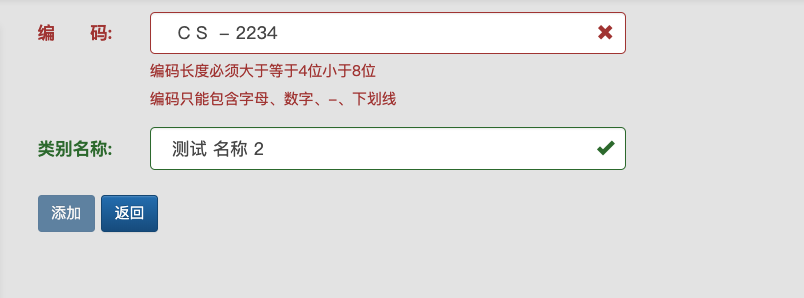 编　　码:
ＣＳ －2234
编码长度必须大于等于4位小于8位
编码只能包含字母、数字、-、下划线
类别名称:
测试 名称 2
添加 返回